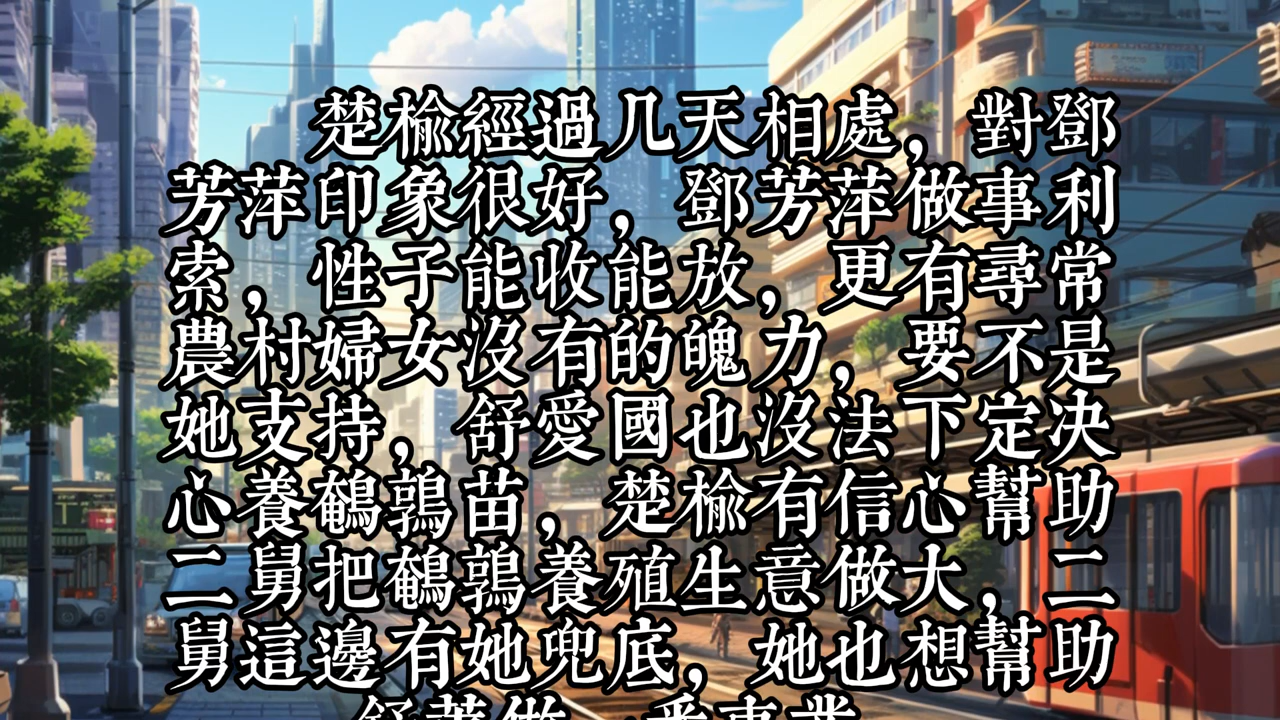 楚榆經過几天相處，對鄧
芳萍印象很好，鄧芳萍做事利
索，性子能收能放，更有尋常
農村婦女沒有的魄力，要不是
她支持，舒愛國也沒法下定决
心養鵪鶉苗，楚榆有信心幫助
二舅把鵪鶉養殖生意做大，二
舅這邊有她兜底，她也想幫助